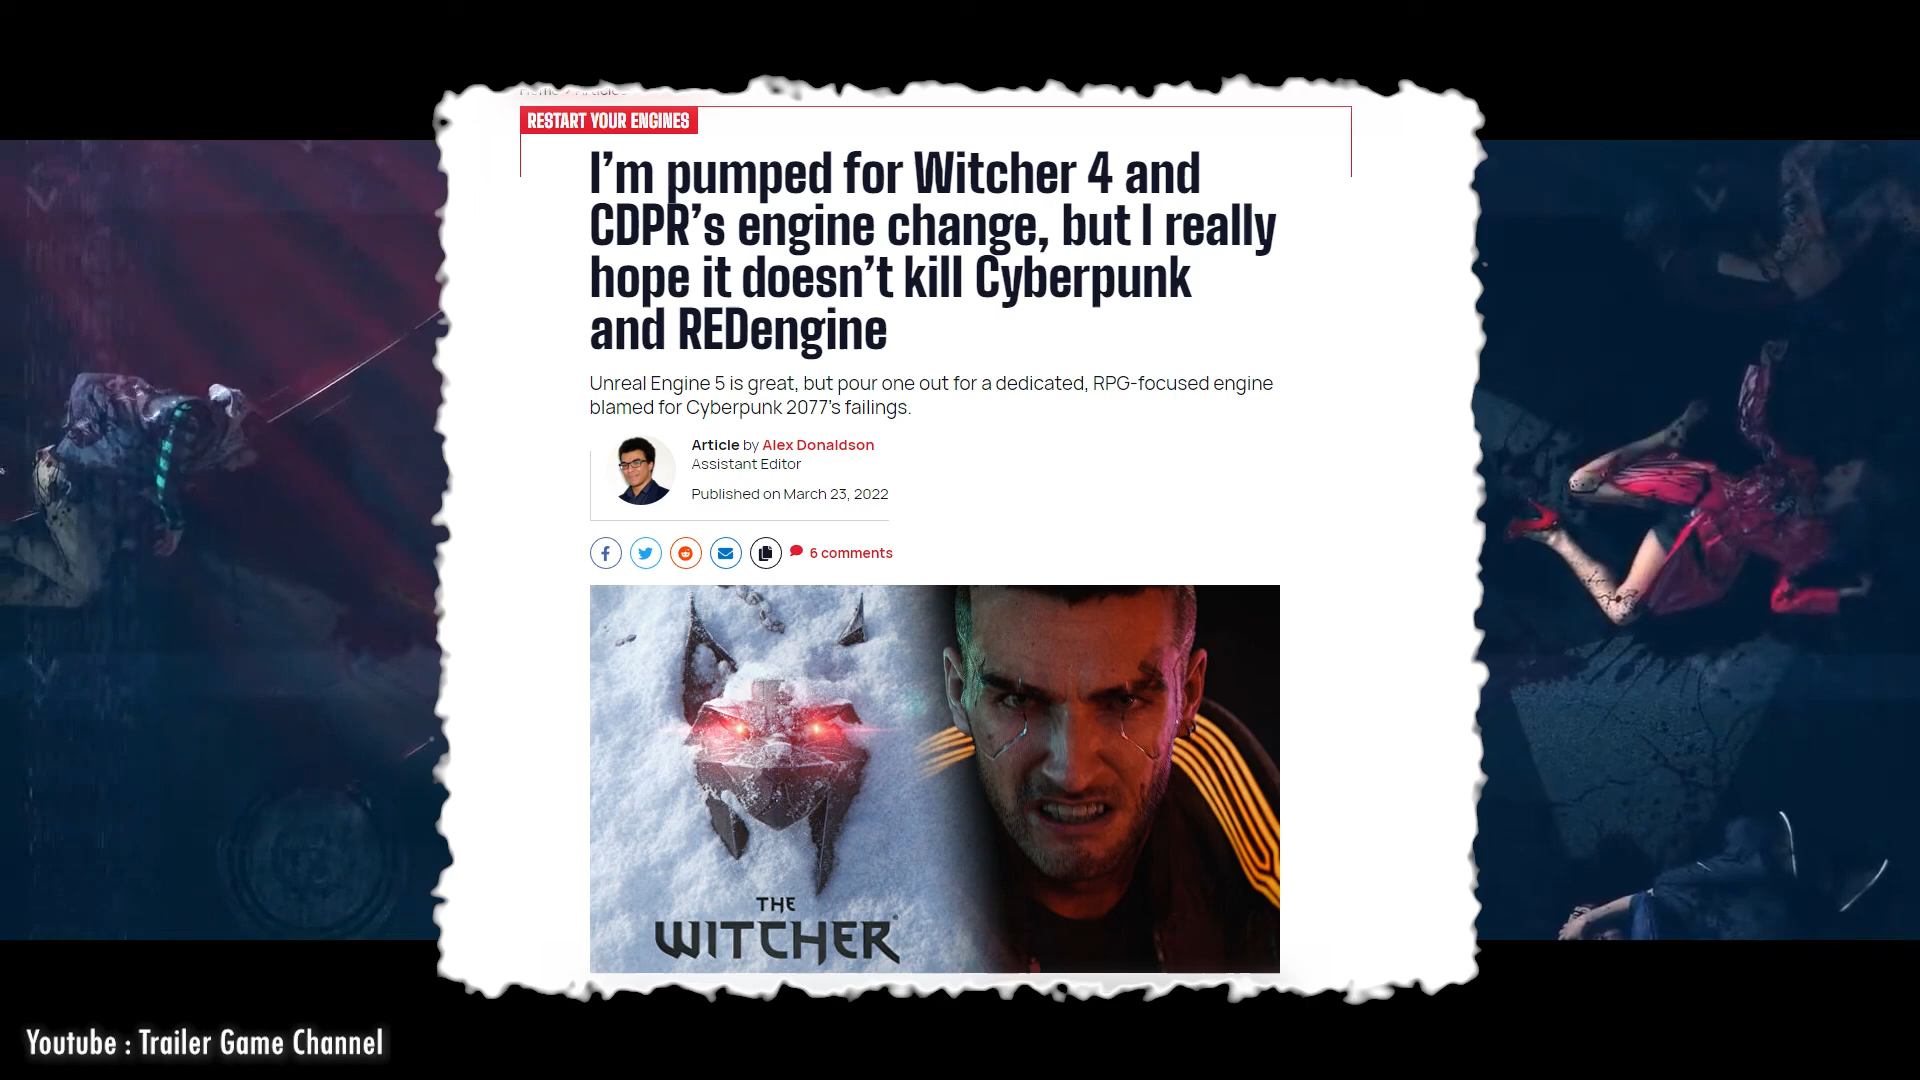 RESTART YOUR ENGINES
I'm pumped for Witcher 4 and
CDPR's engine change, but I really
hope it doesn't kill Cyberpunk
and REDengine
Unreal Engine 5 is great, but pour one out for a dedicated, RPG-focused engine
blamed for Cyberpunk 2077's failings.
Article by Alex Donaldson
Assistant Editor
Published on March 23, 2022
6 comments
THE
WITCHER
Youtube : Trailer Game Channel